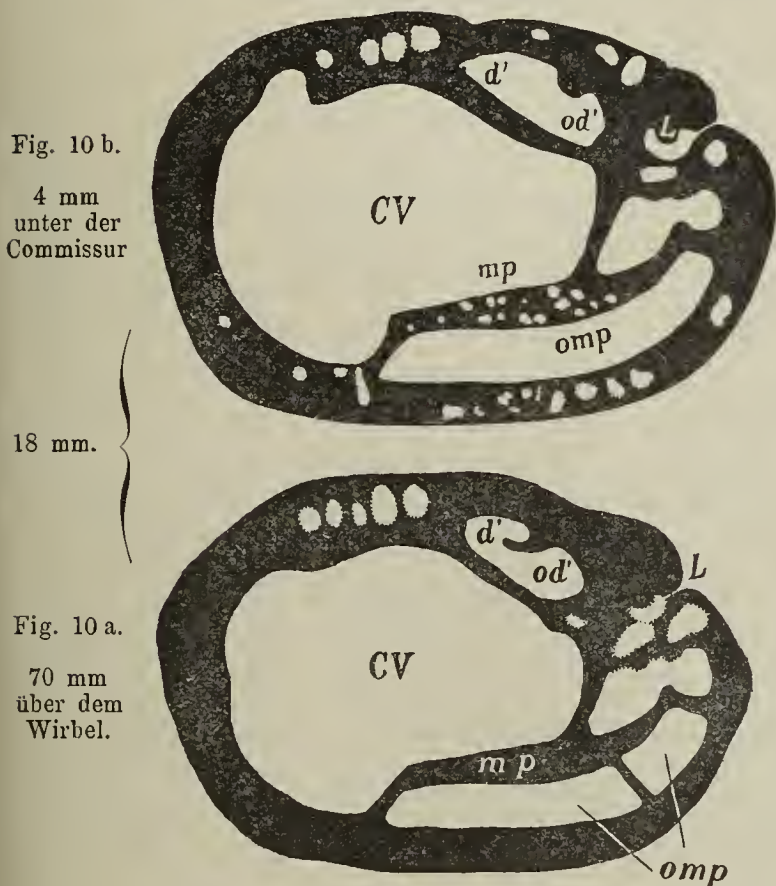 Fig. 10 b.
4 mm
unter der
Commissur
d'
od'
L
CV
mp
omp
18 mm.
Fig. 10 a.
70 mm
über dem
Wirbel.
d'
od'
L
CV
m p
omp